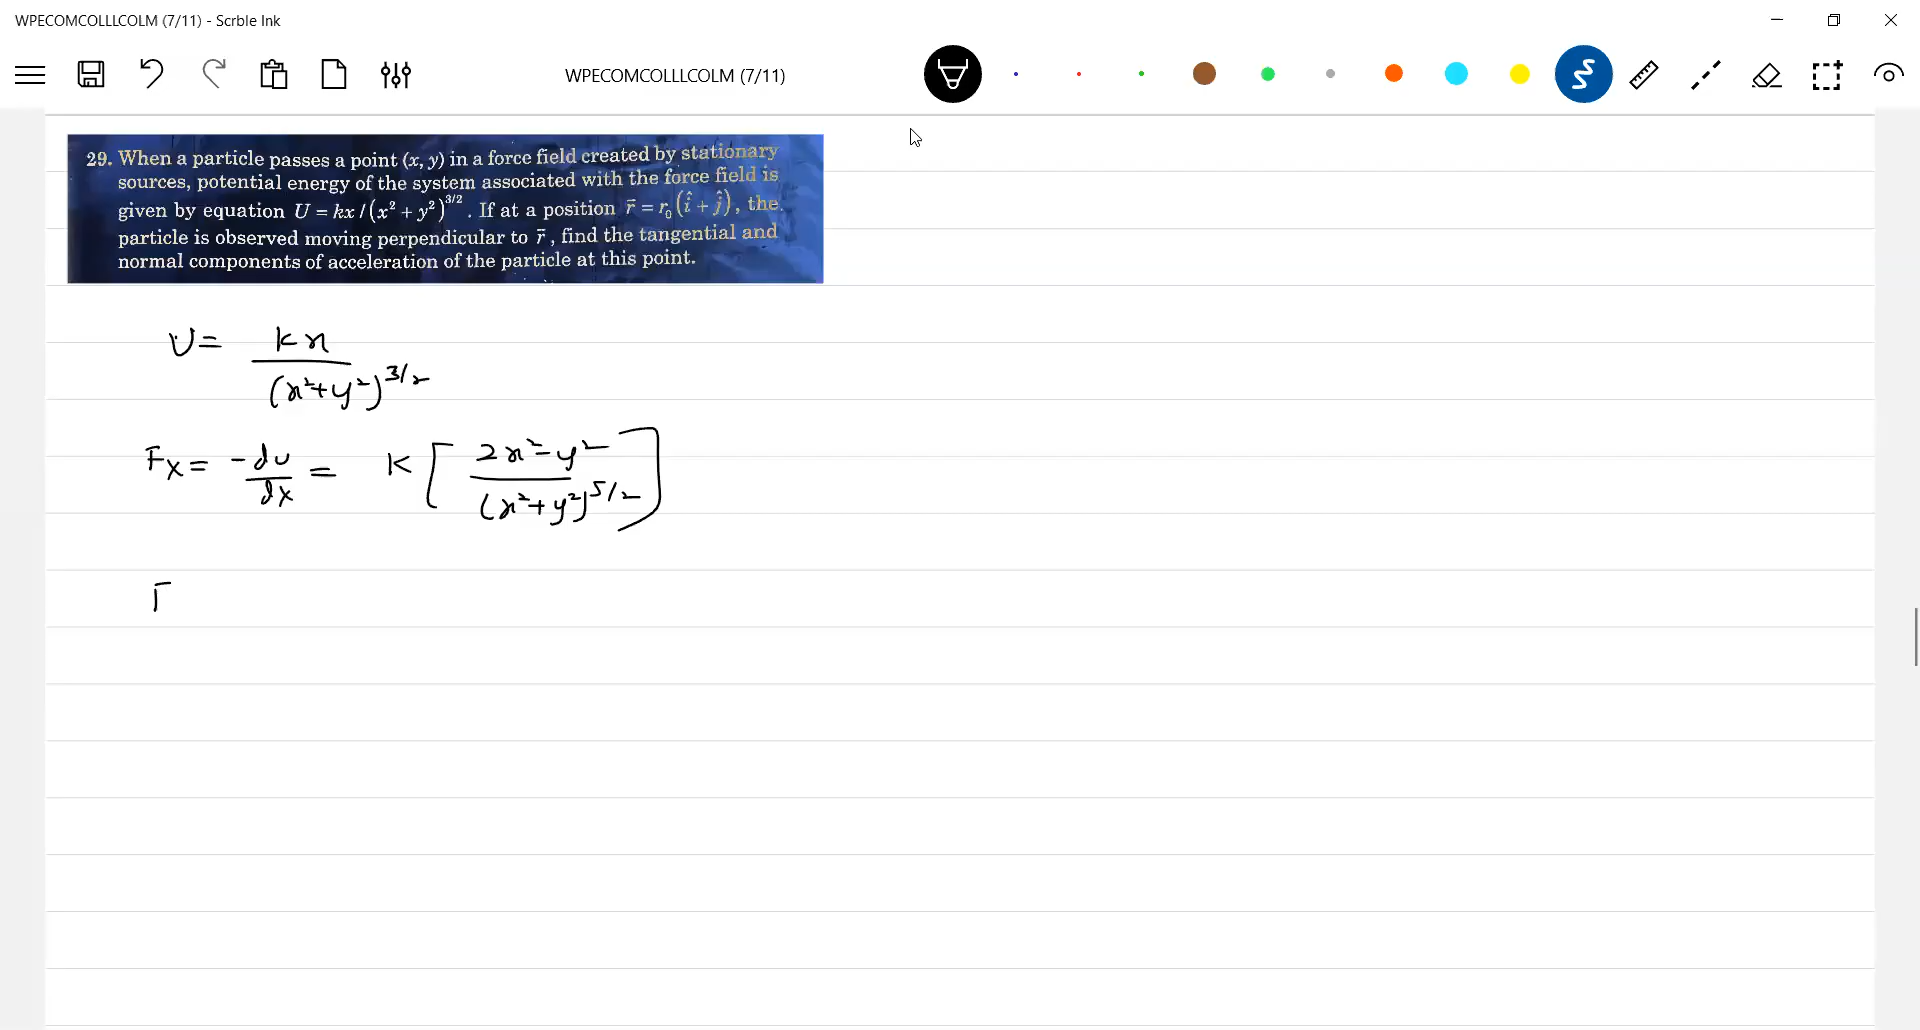 WPECOMCOLLLCOLM (7/11) - Scrble Ink
WPECOMCOLLLCOLM (7/11)
29. When a particle passes a point (x, y) in a force field created by stationary
sources, potential energy of the system associated with the force field is
given by equation U = kx / (x² + y²)^3/2. If at a position r⃗ = r₀(î + ĵ), the
particle is observed moving perpendicular to r⃗, find the tangential and
normal components of acceleration of the particle at this point.
U = kx / (x²+y²)^3/2
Fx = -du/dx = K [ 2x²-y² / (x²+y²)^5/2 ]